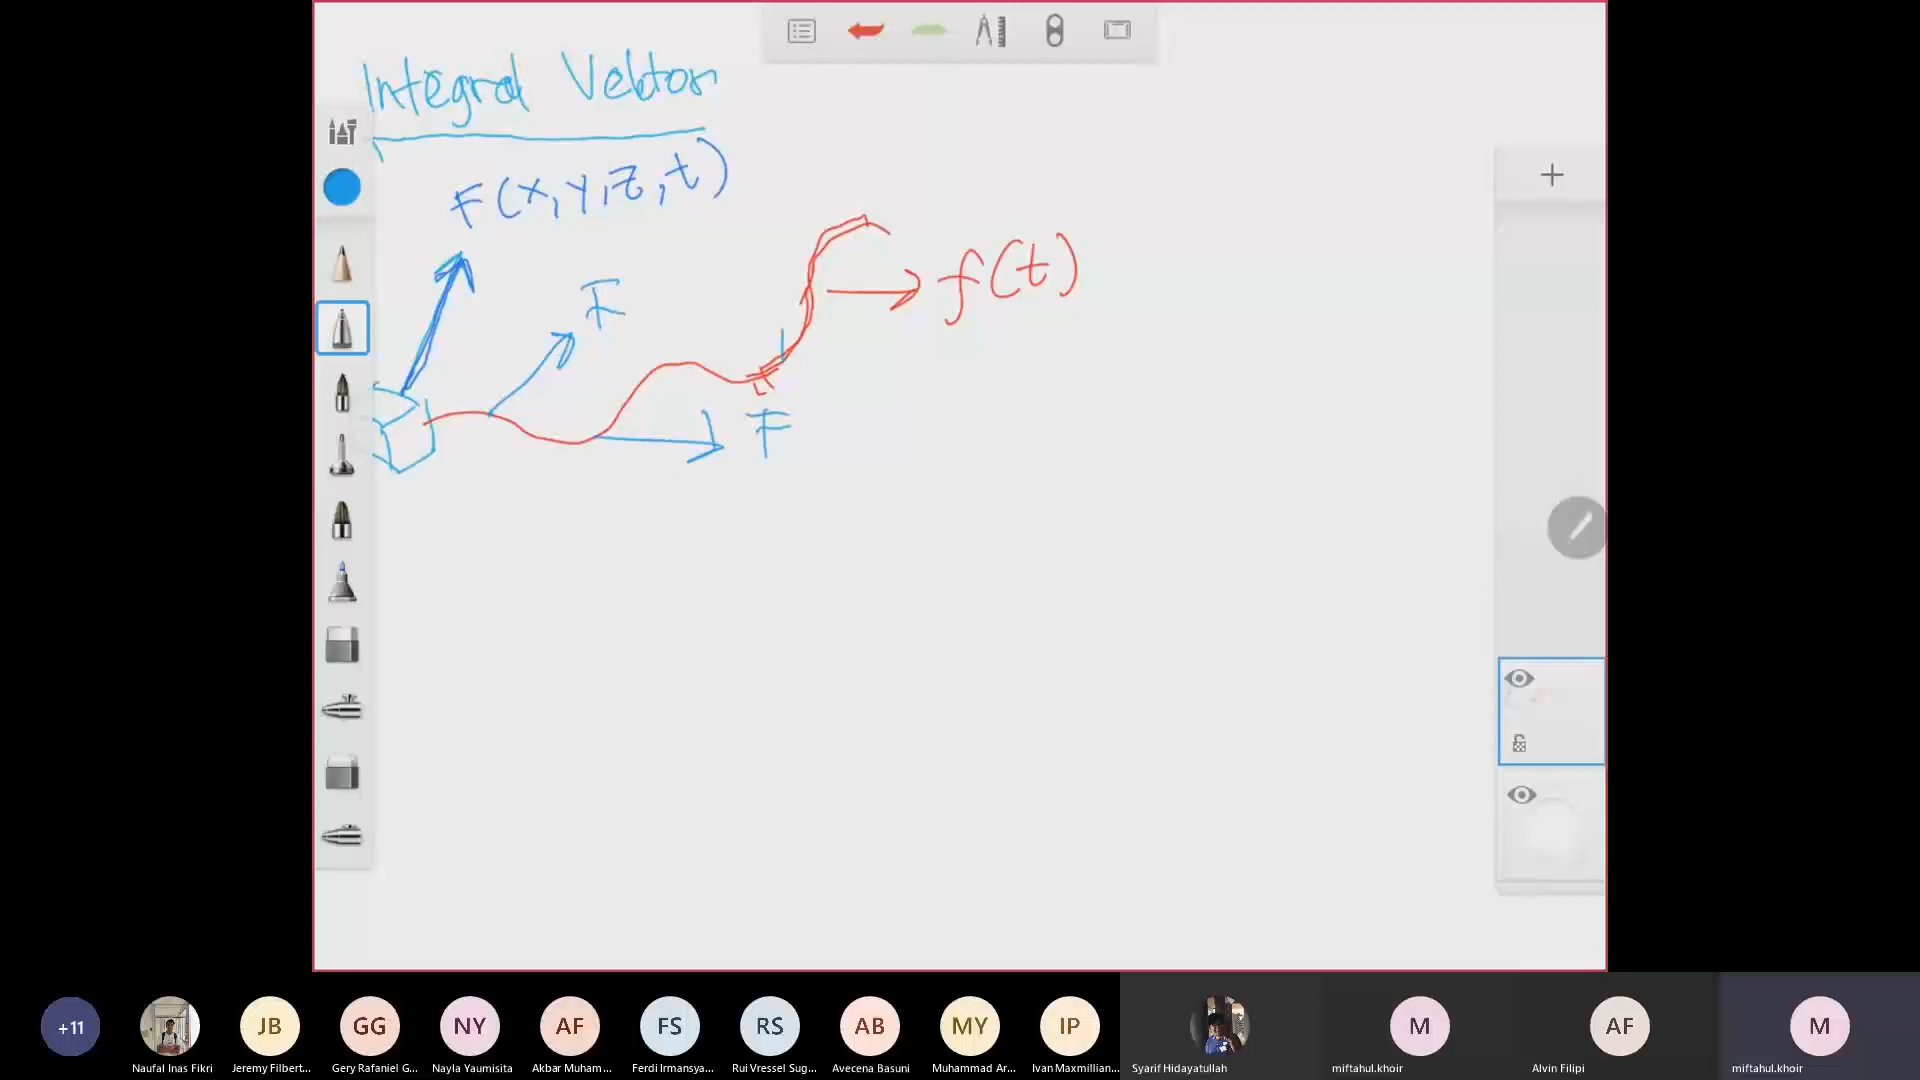 Integral Vektor
F(x,y,z,t)
F
f(t)
F
+11
JB
GG
NY
AF
FS
RS
AB
MY
IP
M
AF
M
Naufal Inas Fikri
Jeremy Filbert...
Gery Rafaniel G...
Nayla Yaumisita
Akbar Muham...
Ferdi Irmansya...
Rui Vressel Sug...
Avecena Basuni
Muhammad Ar...
Ivan Maxmillian...
Syarif Hidayatullah
miftahul.khoir
Alvin Filipi
miftahul.khoir